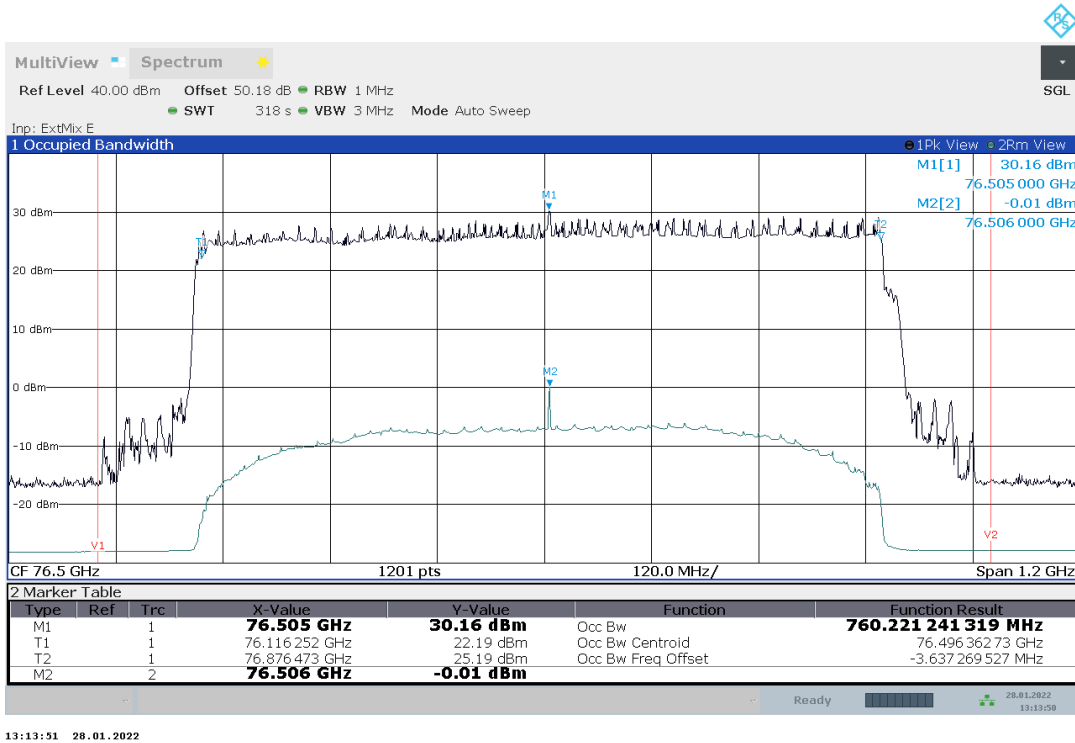 R&S
MultiView Spectrum
Ref Level 40.00 dBm Offset 50.18 dB RBW 1 MHz
SGL
SWT 318 s VBW 3 MHz Mode Auto Sweep
Inp: ExtMix E
1 Occupied Bandwidth 1Pk View 2Rm View
M1[1] 30.16 dBm
76.505 000 GHz
M2[2] -0.01 dBm
76.506 000 GHz
M1
30 dBm
T1
T2
20 dBm
10 dBm
M2
0 dBm
-10 dBm
-20 dBm
V1
V2
CF 76.5 GHz 1201 pts 120.0 MHz/ Span 1.2 GHz
2 Marker Table
Type Ref Trc X-Value Y-Value Function Function Result
M1 1 76.505 GHz 30.16 dBm Occ Bw 760.221 241 319 MHz
T1 1 76.116 252 GHz 22.19 dBm Occ Bw Centroid 76.496 362 73 GHz
T2 1 76.876 473 GHz 25.19 dBm Occ Bw Freq Offset -3.637 269 527 MHz
M2 2 76.506 GHz -0.01 dBm
Ready 28.01.2022
13:13:50
13:13:51 28.01.2022